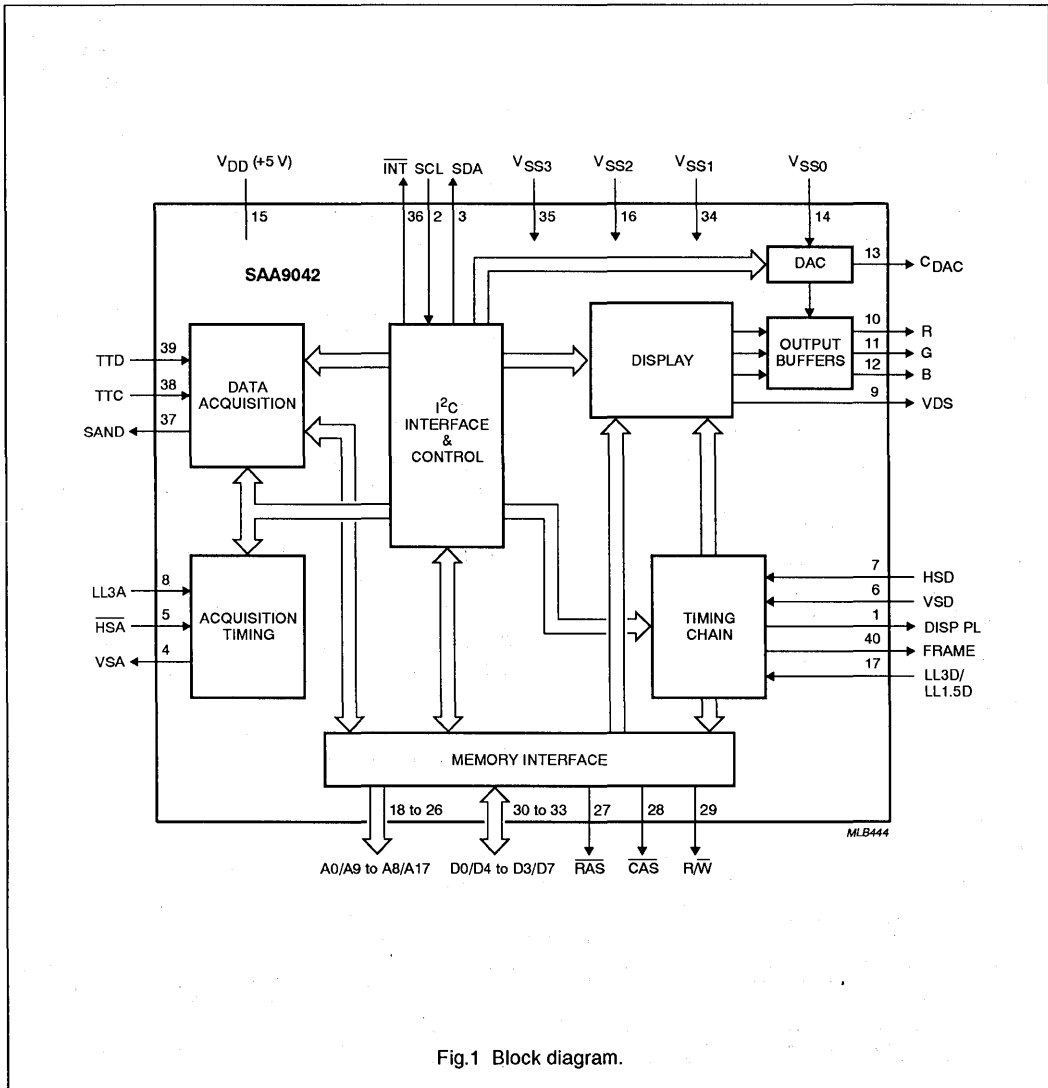 V_DD (+5 V)
INT SCL SDA
V_SS3
V_SS2
V_SS1
V_SS0
15
36
2
3
35
16
34
14
SAA9042
DAC
13
C_DAC
DATA ACQUISITION
TTD
39
TTC
38
SAND
37
I²C
INTERFACE
&
CONTROL
DISPLAY
OUTPUT
BUFFERS
10
R
11
G
12
B
9
VDS
LL3A
8
HSA
5
VSA
4
ACQUISITION
TIMING
TIMING
CHAIN
7
HSD
6
VSD
1
DISP PL
40
FRAME
17
LL3D/
LL1.5D
MEMORY INTERFACE
18 to 26
30 to 33
27
28
29
MLB444
A0/A9 to A8/A17
D0/D4 to D3/D7
RAS
CAS
R/W
Fig.1 Block diagram.